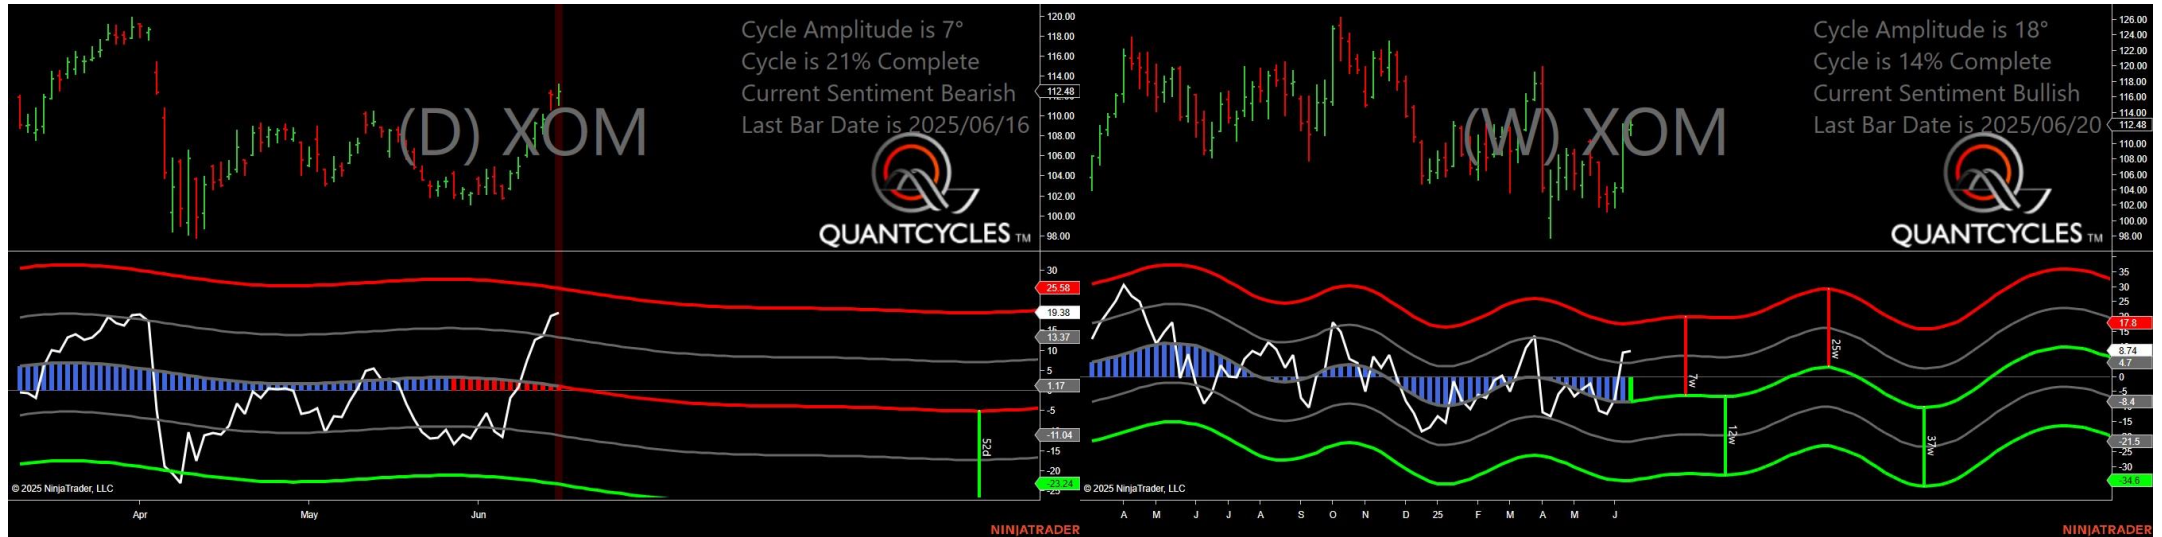 Cycle Amplitude is 7°
Cycle is 21% Complete
Current Sentiment Bearish
Last Bar Date is 2025/06/16
(D) XOM
QUANTCYCLES TM
120.00
118.00
116.00
114.00
112.48
110.00
108.00
106.00
104.00
102.00
100.00
98.00
30
25.58
19.38
15
13.37
10
5
1.17
-5
-11.04
-15
-20
-23.24
-25
52d
© 2025 NinjaTrader, LLC
Apr
May
Jun
NINJATRADER
Cycle Amplitude is 18°
Cycle is 14% Complete
Current Sentiment Bullish
Last Bar Date is 2025/06/20
(W) XOM
QUANTCYCLES TM
126.00
124.00
122.00
120.00
118.00
116.00
114.00
112.48
110.00
108.00
106.00
104.00
102.00
100.00
98.00
35
30
25
17.8
15
8.74
4.7
0
-5
-8.4
-15
-21.5
-25
-30
-34.6
7w
12w
25w
37w
© 2025 NinjaTrader, LLC
A M J J A S O N D 25 F M A M J
NINJATRADER